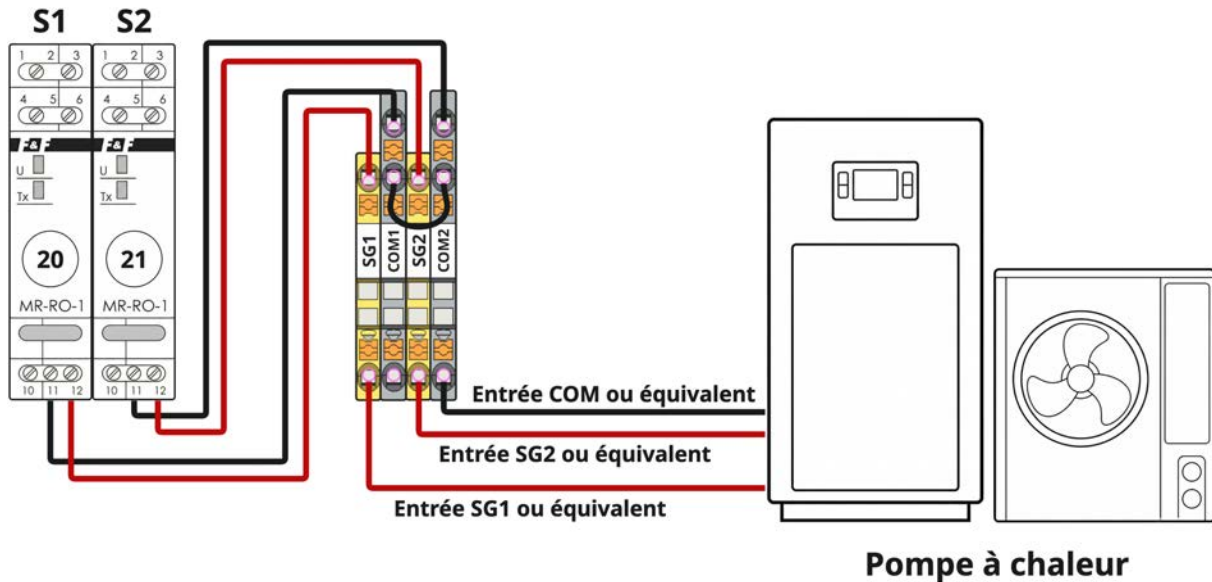 S1 S2
1 2 3 1 2 3
4 5 6 4 5 6
F&F F&F
U U
Tx Tx
20 21
MR-RO-1 MR-RO-1
10 11 12 10 11 12
SG1 COM1 SG2 COM2
Entrée COM ou équivalent
Entrée SG2 ou équivalent
Entrée SG1 ou équivalent
Pompe à chaleur